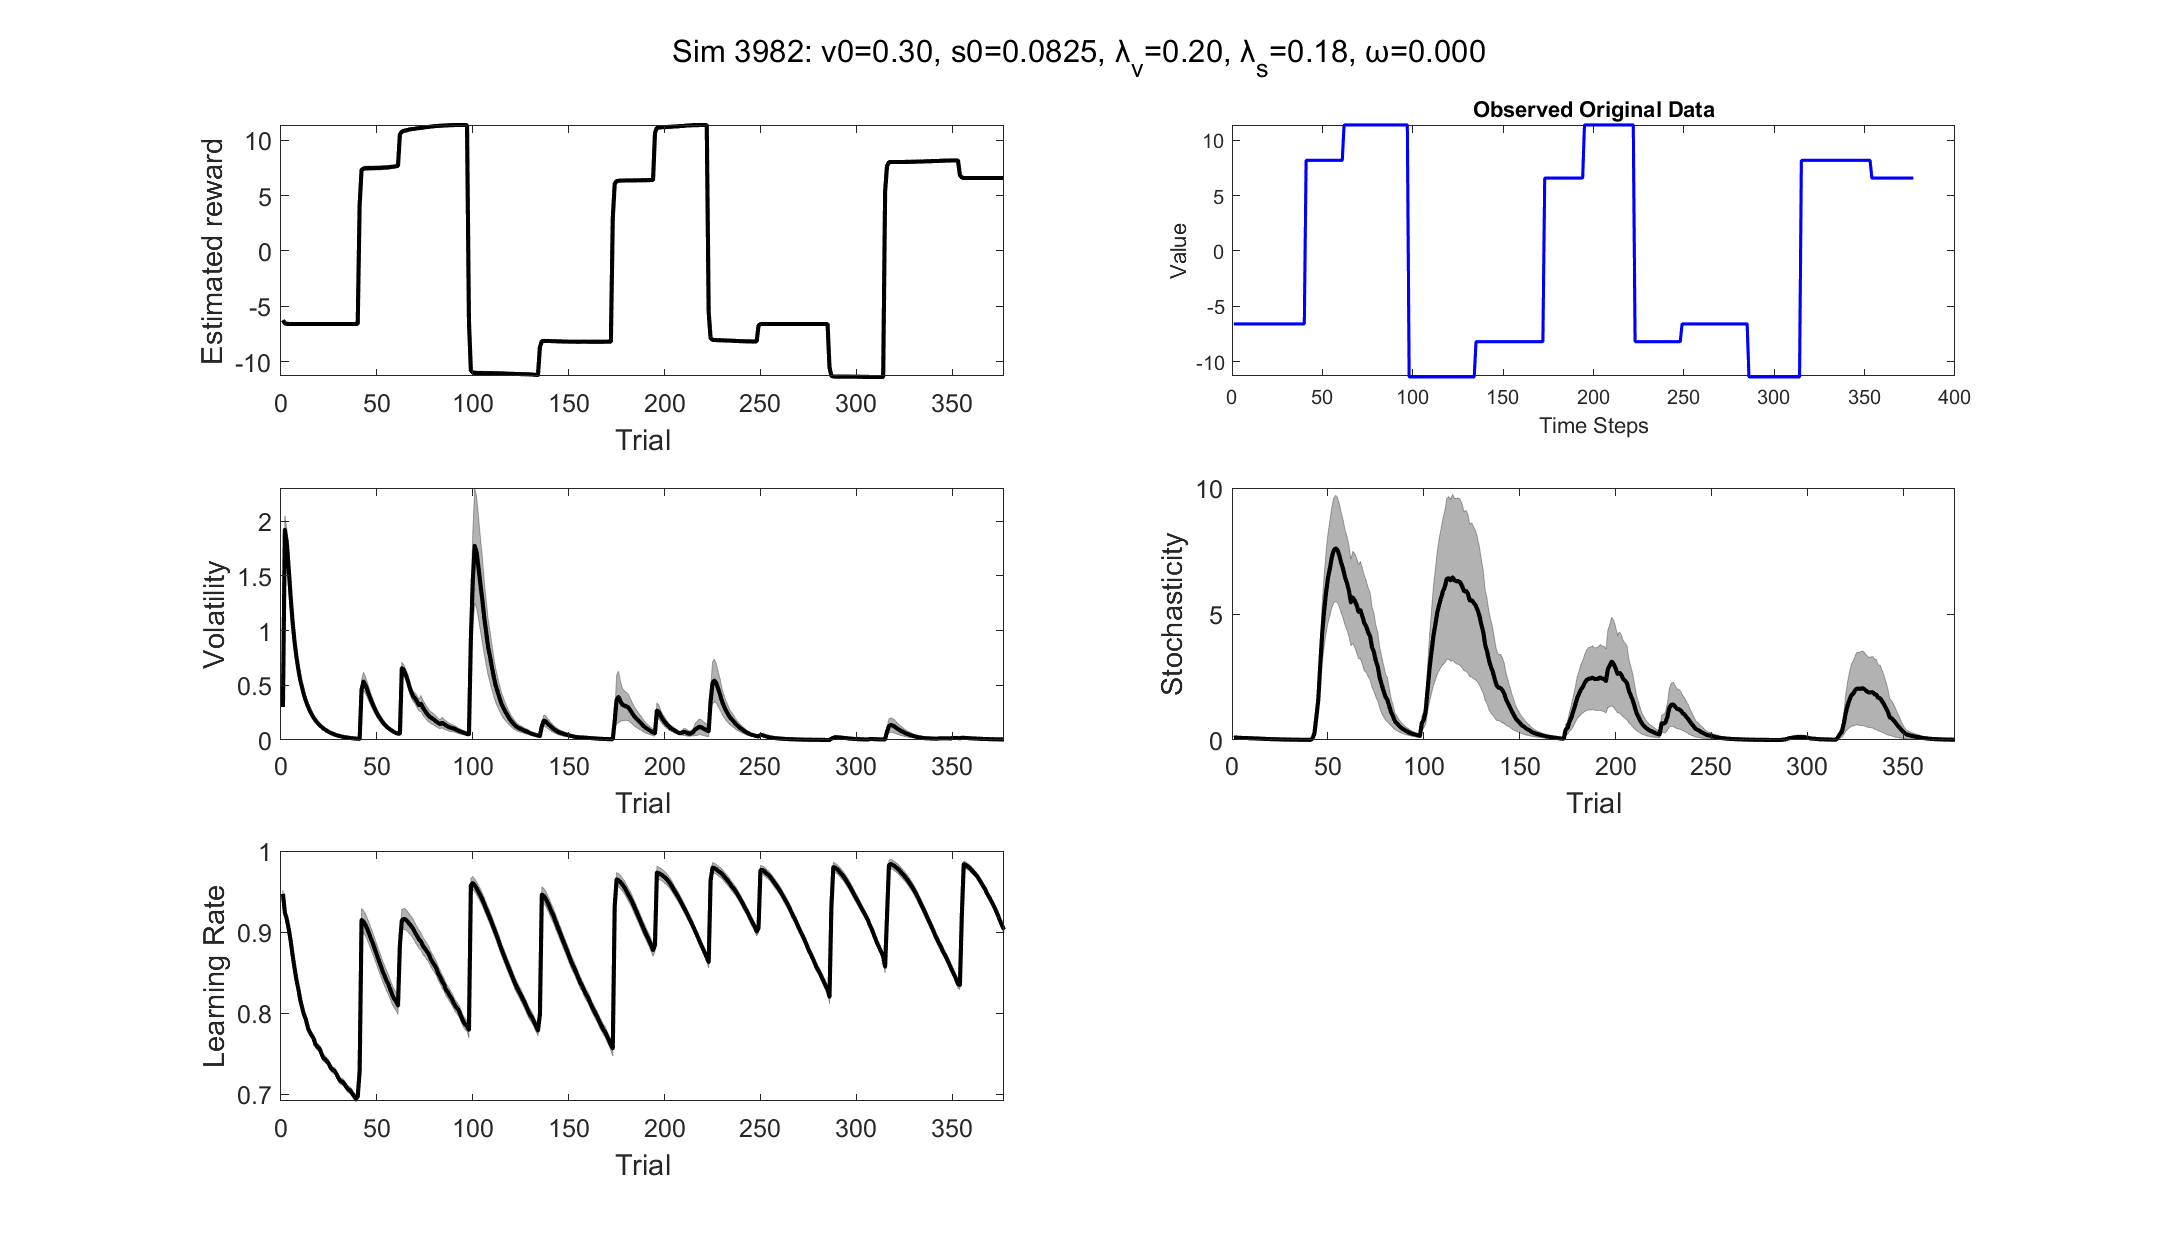 Sim 3982: v0=0.30, s0=0.0825, λ_v=0.20, λ_s=0.18, ω=0.000
Estimated reward
10
5
0
-5
-10
0 50 100 150 200 250 300 350
Trial
Observed Original Data
Value
10
5
0
-5
-10
0 50 100 150 200 250 300 350 400
Time Steps
Volatility
2
1.5
1
0.5
0
0 50 100 150 200 250 300 350
Trial
Stochasticity
10
5
0
0 50 100 150 200 250 300 350
Trial
Learning Rate
1
0.9
0.8
0.7
0 50 100 150 200 250 300 350
Trial